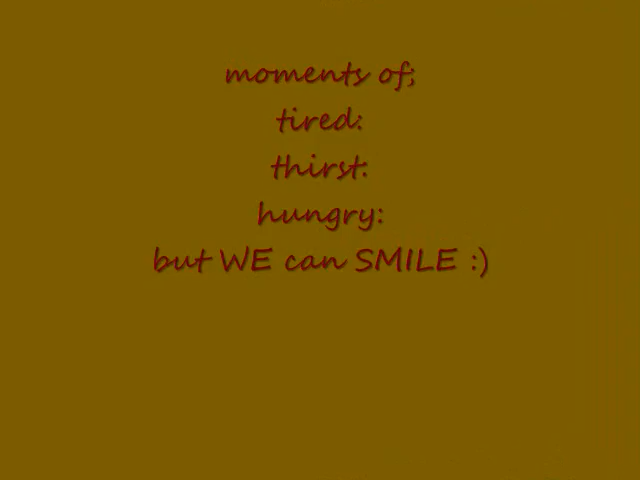 moments of;
tired:
thirst:
hungry:
but WE can SMILE :)